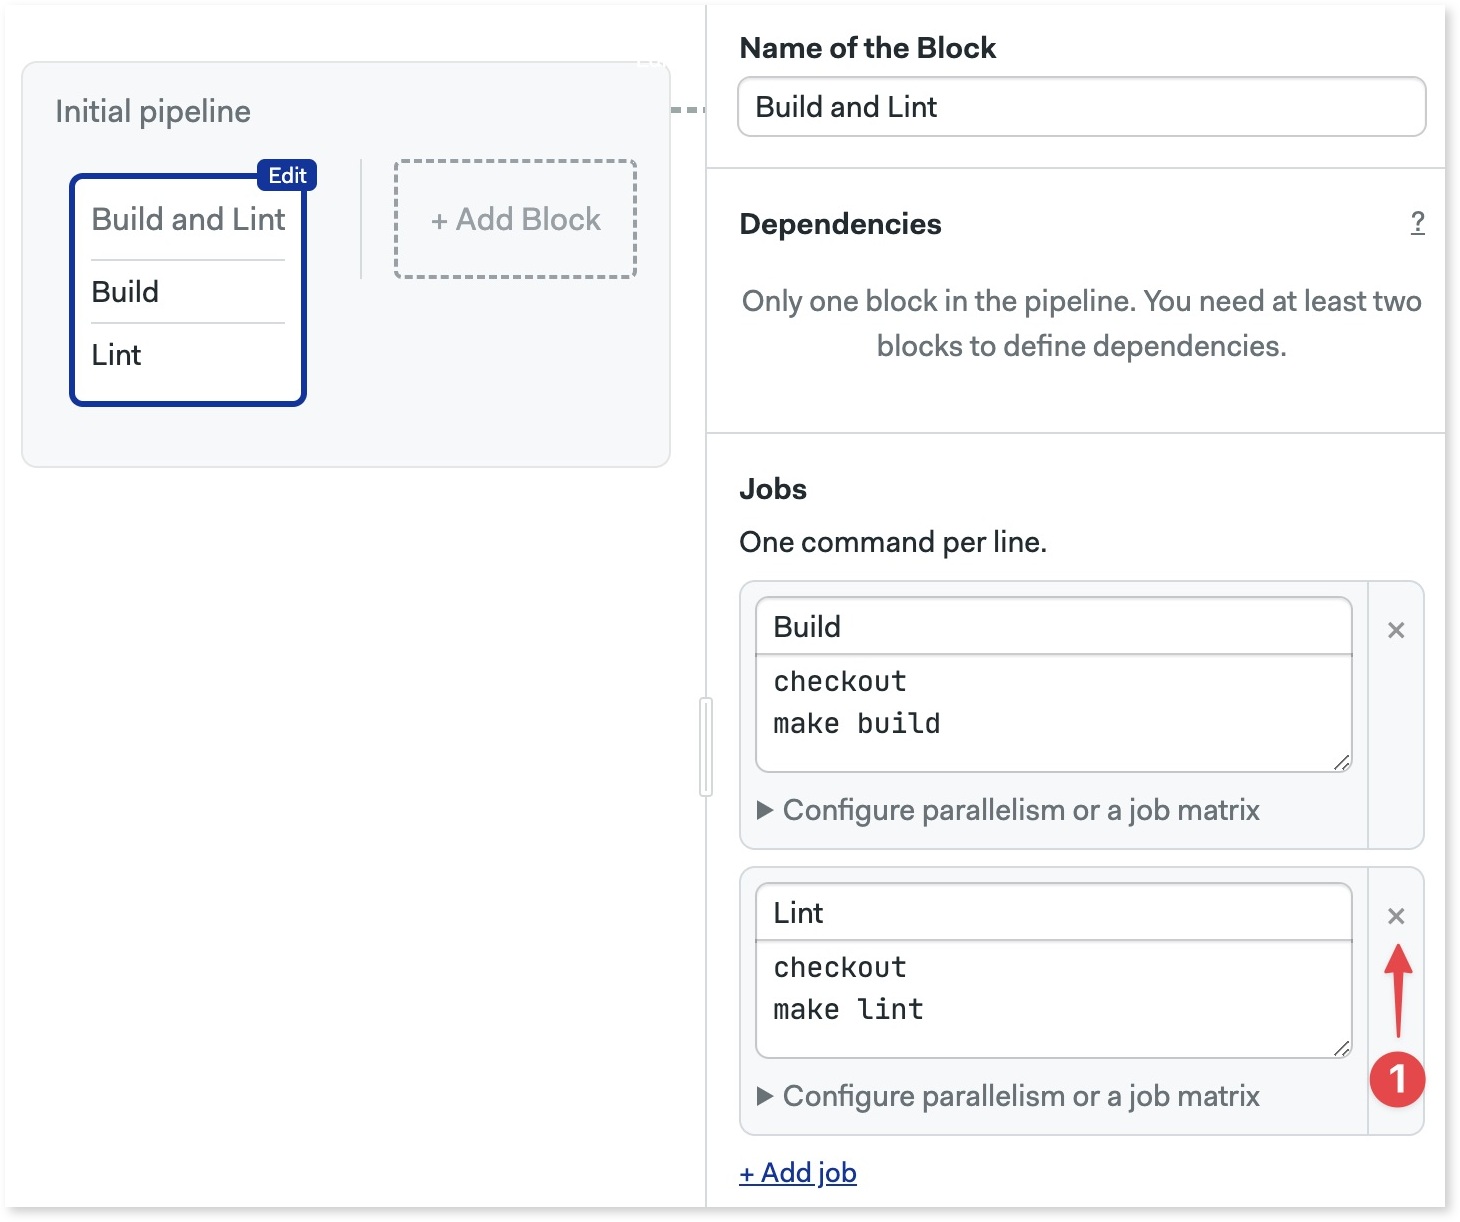 Initial pipeline
Edit
Build and Lint
Build
Lint
+ Add Block
Name of the Block
Build and Lint
Dependencies
?
Only one block in the pipeline. You need at least two
blocks to define dependencies.
Jobs
One command per line.
Build
checkout
make build
Configure parallelism or a job matrix
Lint
checkout
make lint
Configure parallelism or a job matrix
1
+ Add job